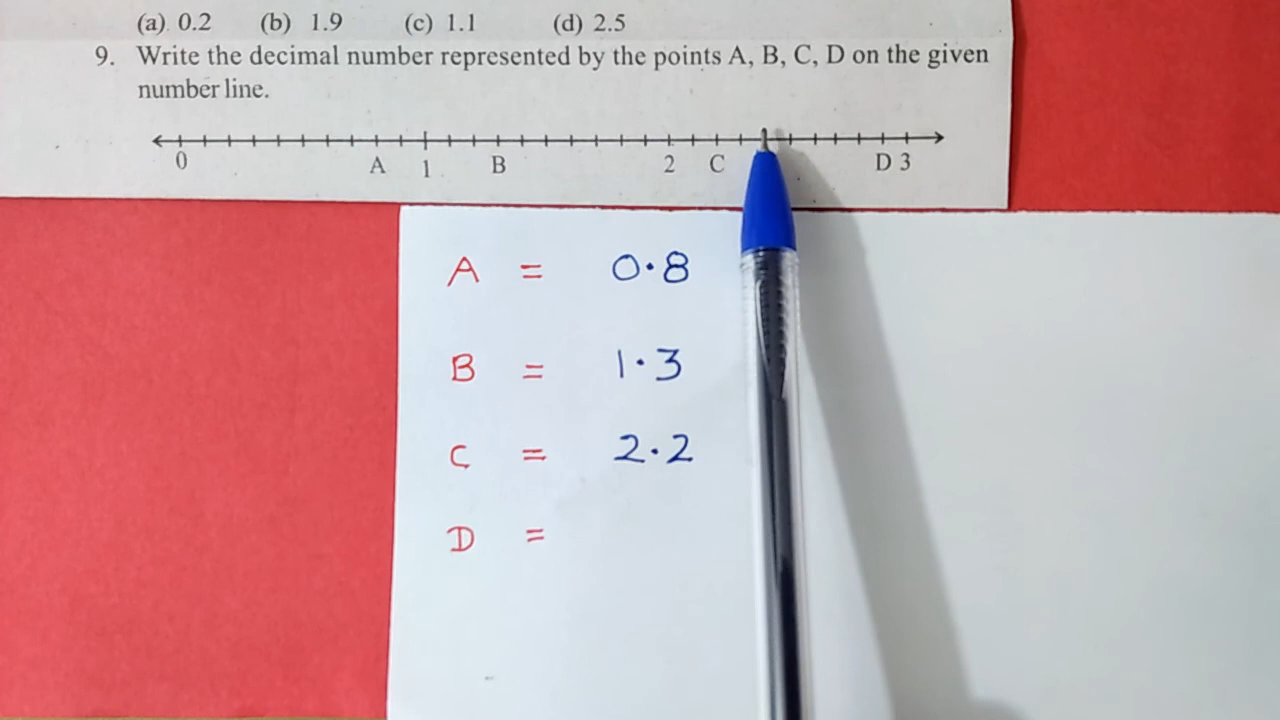 (a) 0.2 (b) 1.9 (c) 1.1 (d) 2.5
9. Write the decimal number represented by the points A, B, C, D on the given
number line.
0 A 1 B 2 C D 3
A = 0.8
B = 1.3
C = 2.2
D =